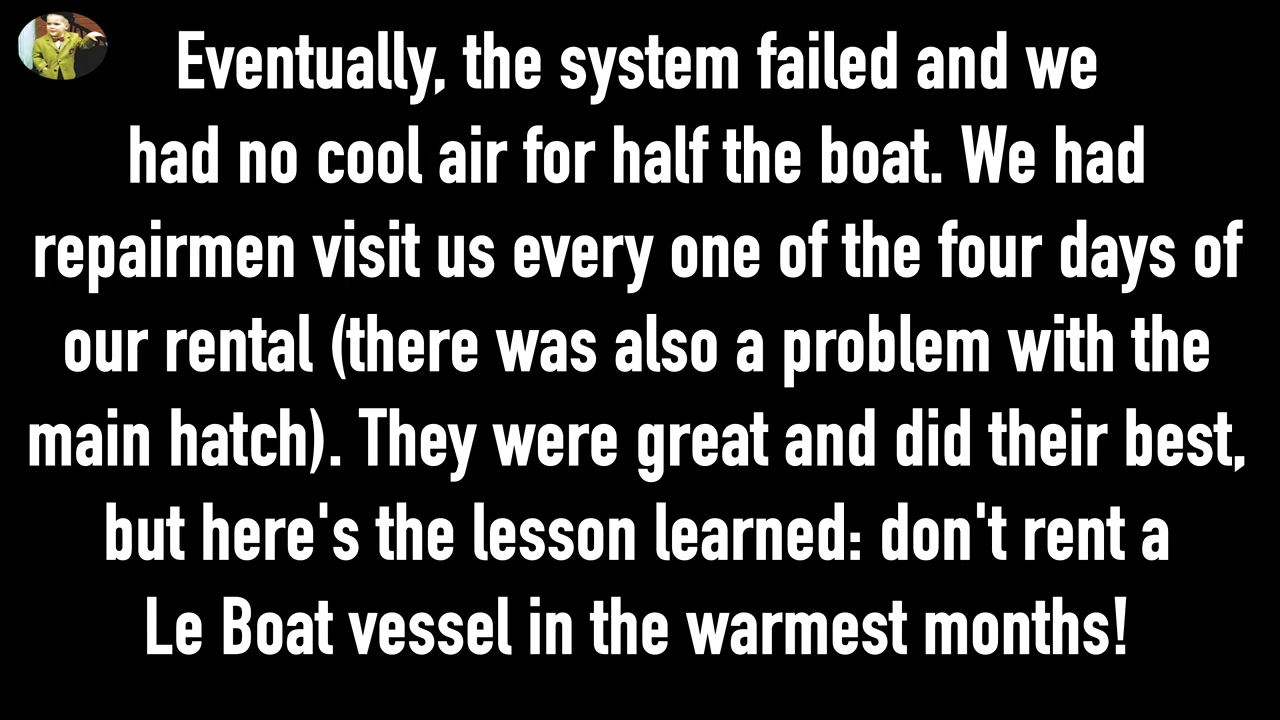 Eventually, the system failed and we
had no cool air for half the boat. We had
repairmen visit us every one of the four days of
our rental (there was also a problem with the
main hatch). They were great and did their best,
but here's the lesson learned: don't rent a
Le Boat vessel in the warmest months!